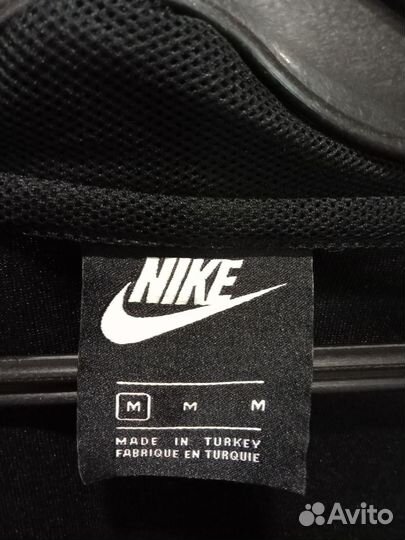 NIKE
M M M
MADE IN TURKEY
FABRIQUE EN TURQUIE
Avito